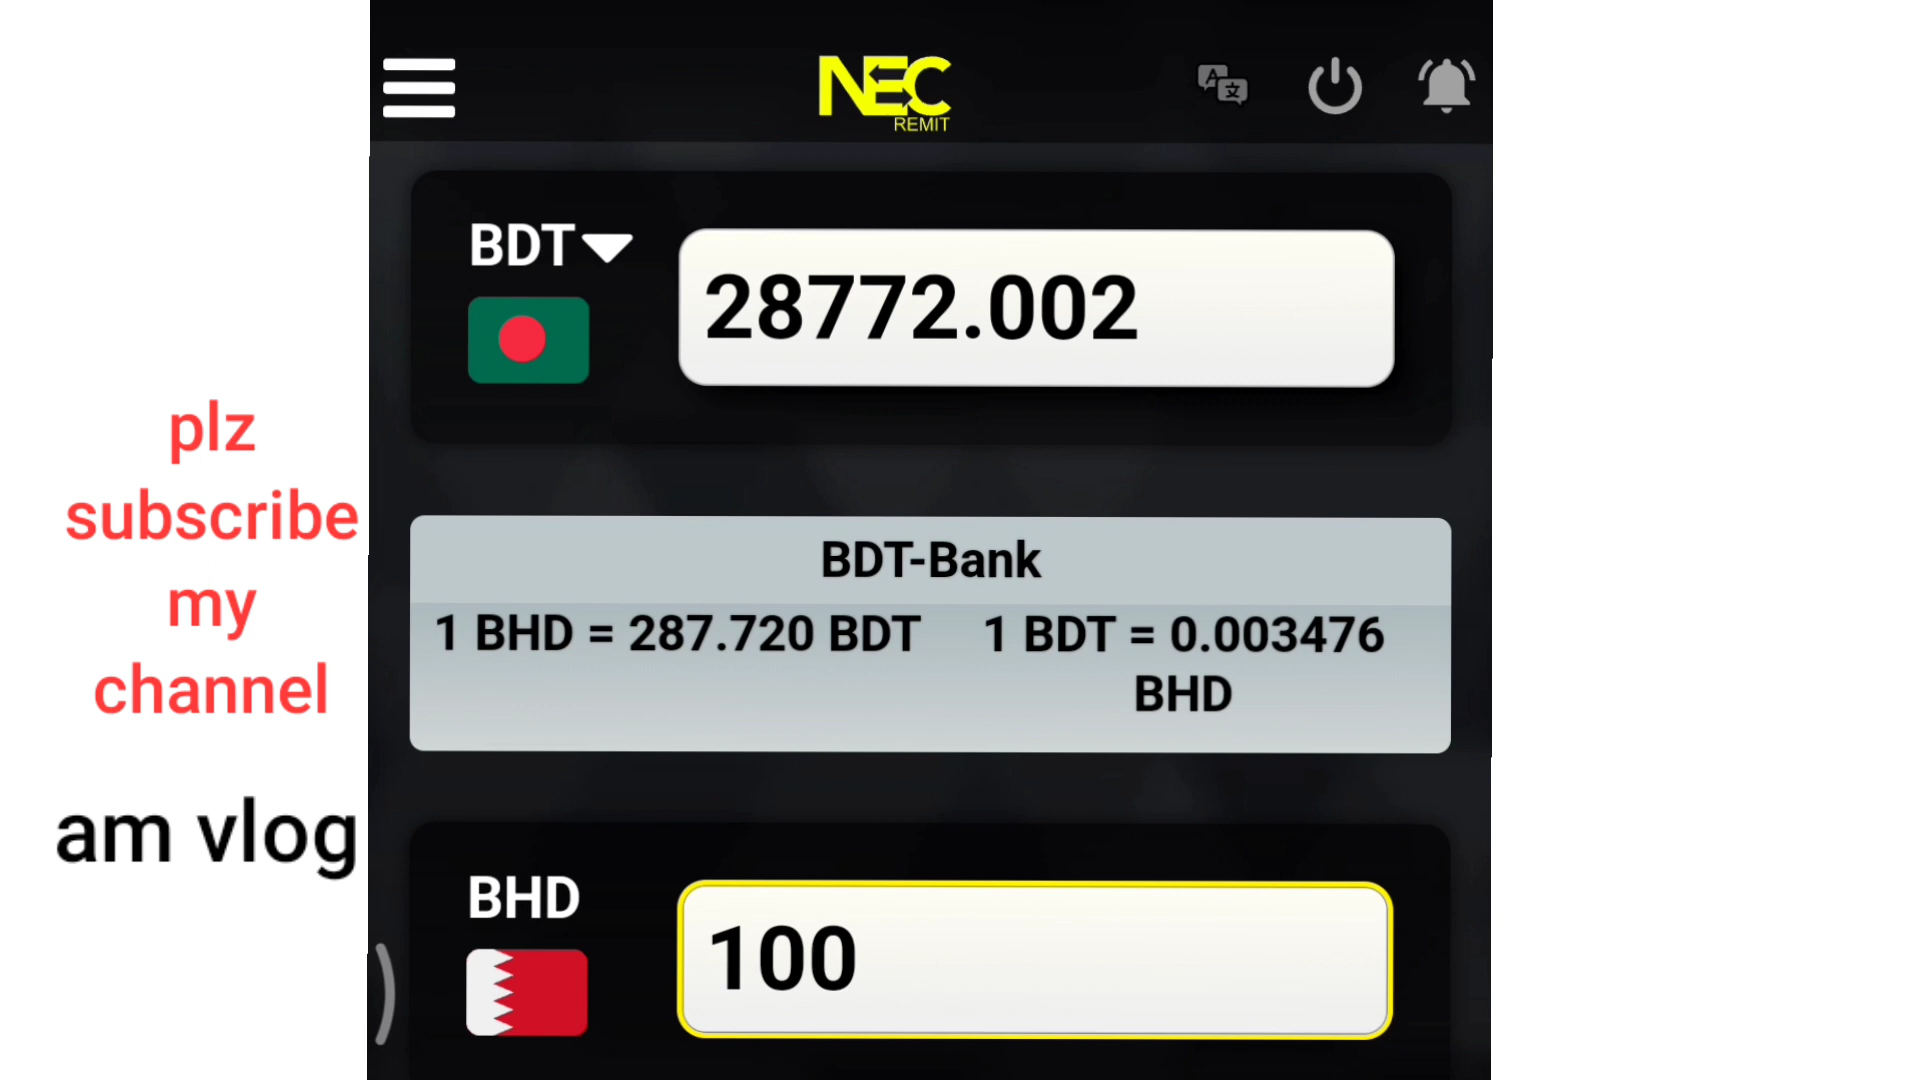 NEC
REMIT
BDT
28772.002
BDT-Bank
1 BHD = 287.720 BDT
1 BDT = 0.003476
BHD
BHD
100
plz
subscribe
my
channel
am vlog